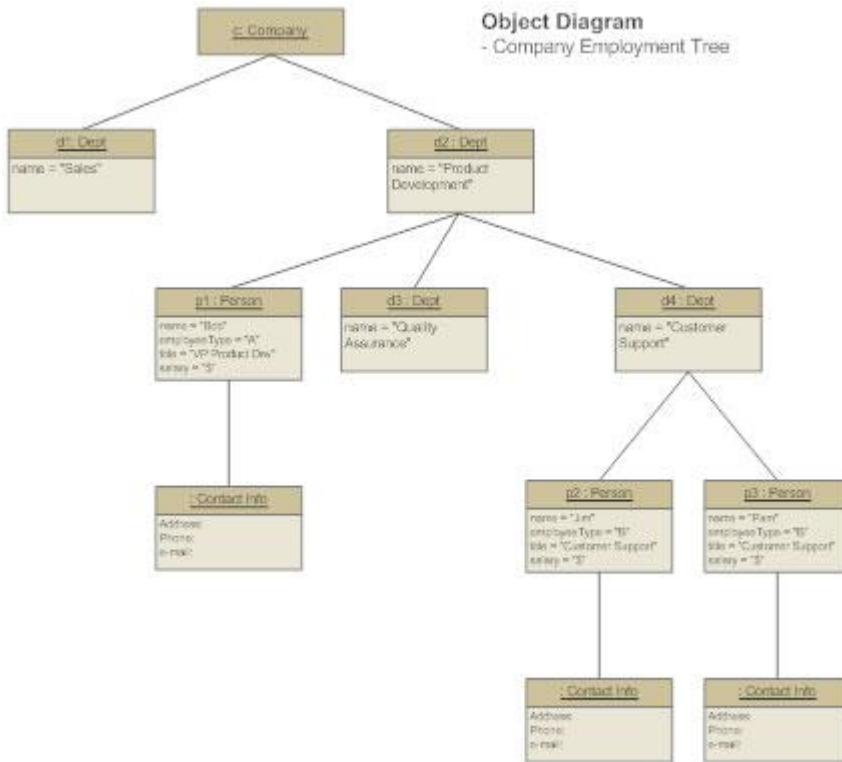 Object Diagram
- Company Employment Tree
c: Company
d1: Dept
name = "Sales"
d2 : Dept
name = "Product
Development"
p1 : Person
name = "Bob"
employeeType = "A"
title = "VP Product Dev"
salary = "$"
d3 : Dept
name = "Quality
Assurance"
d4 : Dept
name = "Customer
Support"
: Contact Info
Address:
Phone:
e-mail:
p2 : Person
name = "Jim"
employeeType = "B"
title = "Customer Support"
salary = "$"
p3 : Person
name = "Pam"
employeeType = "B"
title = "Customer Support"
salary = "$"
: Contact Info
Address:
Phone:
e-mail:
: Contact Info
Address:
Phone:
e-mail: